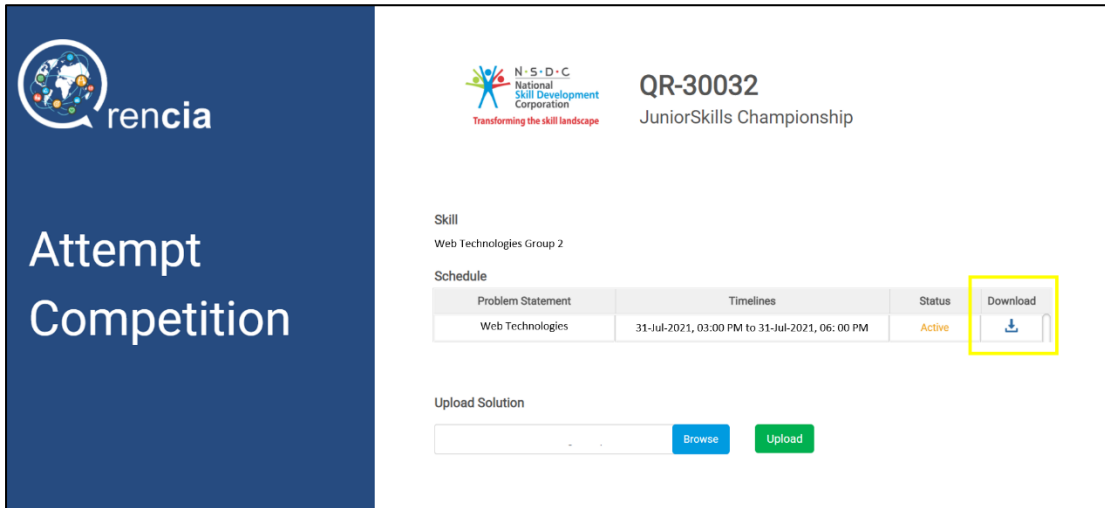 rencia
Attempt
Competition
N·S·D·C
National
Skill Development
Corporation
Transforming the skill landscape
QR-30032
JuniorSkills Championship
Skill
Web Technologies Group 2
Schedule
Problem Statement Timelines Status Download
Web Technologies 31-Jul-2021, 03:00 PM to 31-Jul-2021, 06: 00 PM Active
Upload Solution
Browse Upload